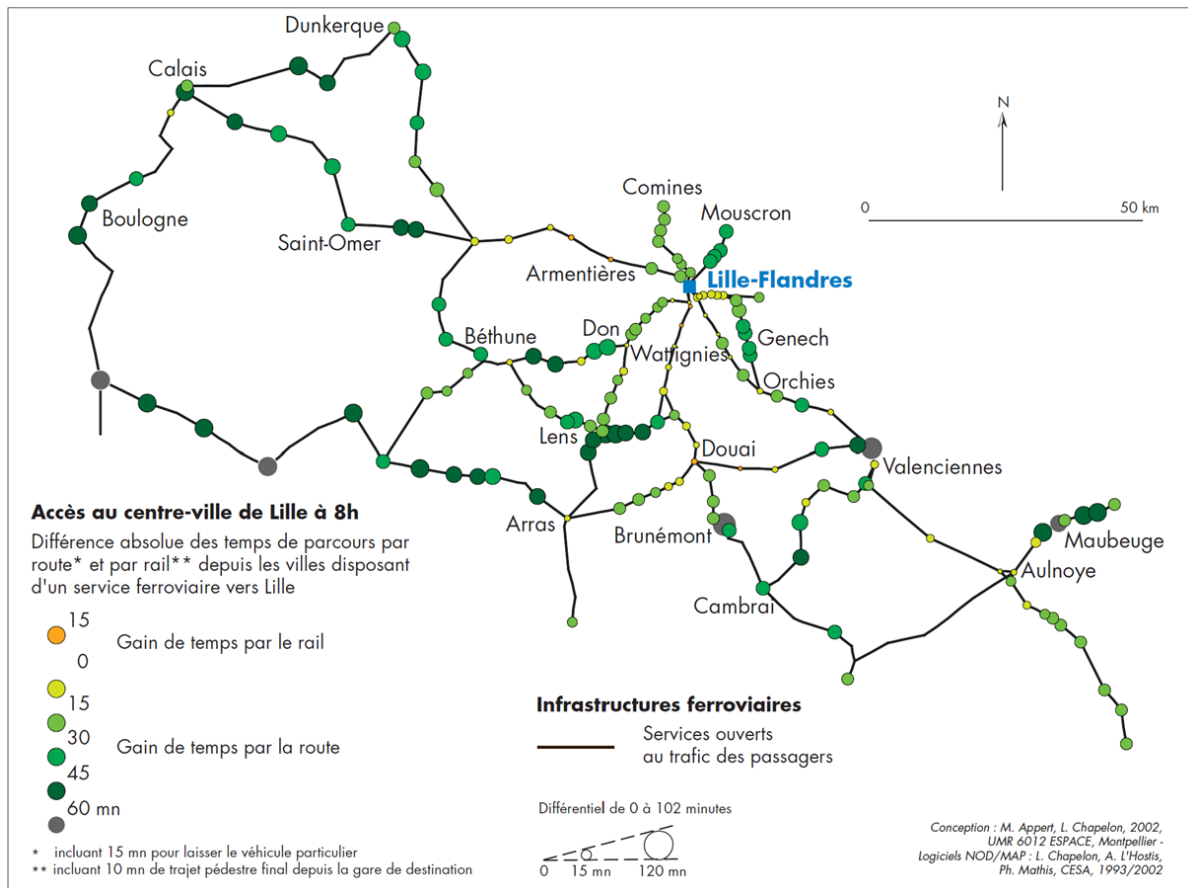 Dunkerque
Calais
N
Comines
Mouscron
0 50 km
Boulogne
Saint-Omer
Armentières
Lille-Flandres
Béthune
Don
Wattignies
Genech
Orchies
Lens
Douai
Valenciennes
Arras
Brunémont
Maubeuge
Aulnoye
Cambrai
Accès au centre-ville de Lille à 8h
Différence absolue des temps de parcours par
route* et par rail** depuis les villes disposant
d'un service ferroviaire vers Lille
15
Gain de temps par le rail
0
15
30
Gain de temps par la route
45
60 mn
* incluant 15 mn pour laisser le véhicule particulier
** incluant 10 mn de trajet pédestre final depuis la gare de destination
Infrastructures ferroviaires
Services ouverts
au trafic des passagers
Différentiel de 0 à 102 minutes
0 15 mn 120 mn
Conception : M. Appert, L. Chapelon, 2002,
UMR 6012 ESPACE, Montpellier -
Logiciels NOD/MAP : L. Chapelon, A. L'Hostis,
Ph. Mathis, CESA, 1993/2002